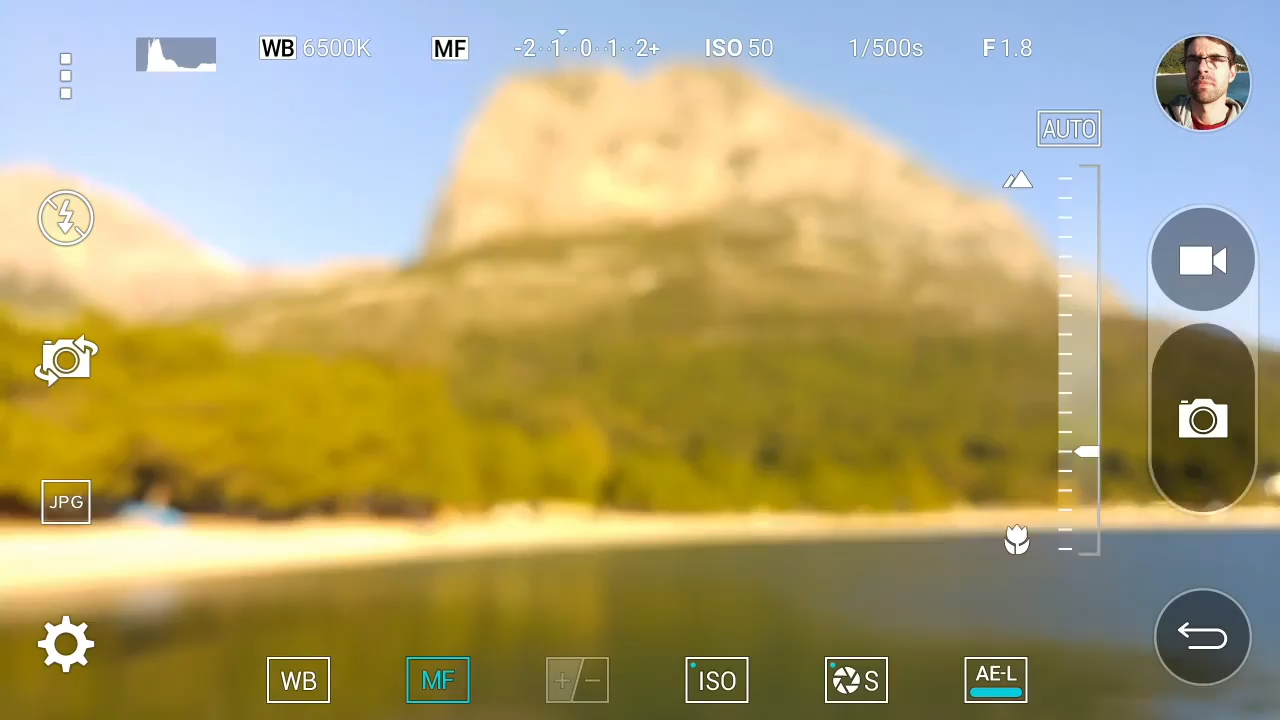 WB 6500K MF -2··1··0··1··2+ ISO 50 1/500s F 1.8
AUTO
JPG
WB MF +/- ISO S AE-L